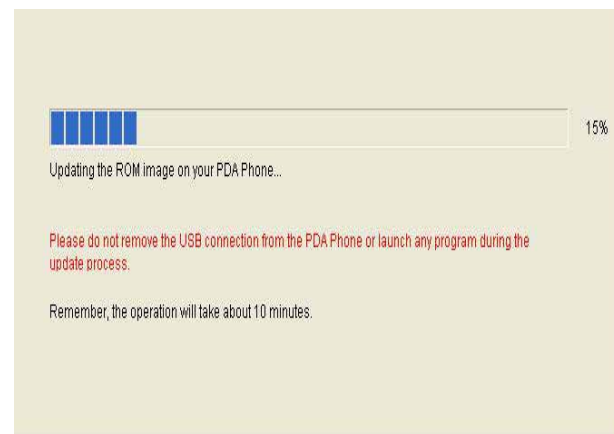 15%
Updating the ROM image on your PDA Phone...
Please do not remove the USB connection from the PDA Phone or launch any program during the
update process.
Remember, the operation will take about 10 minutes.